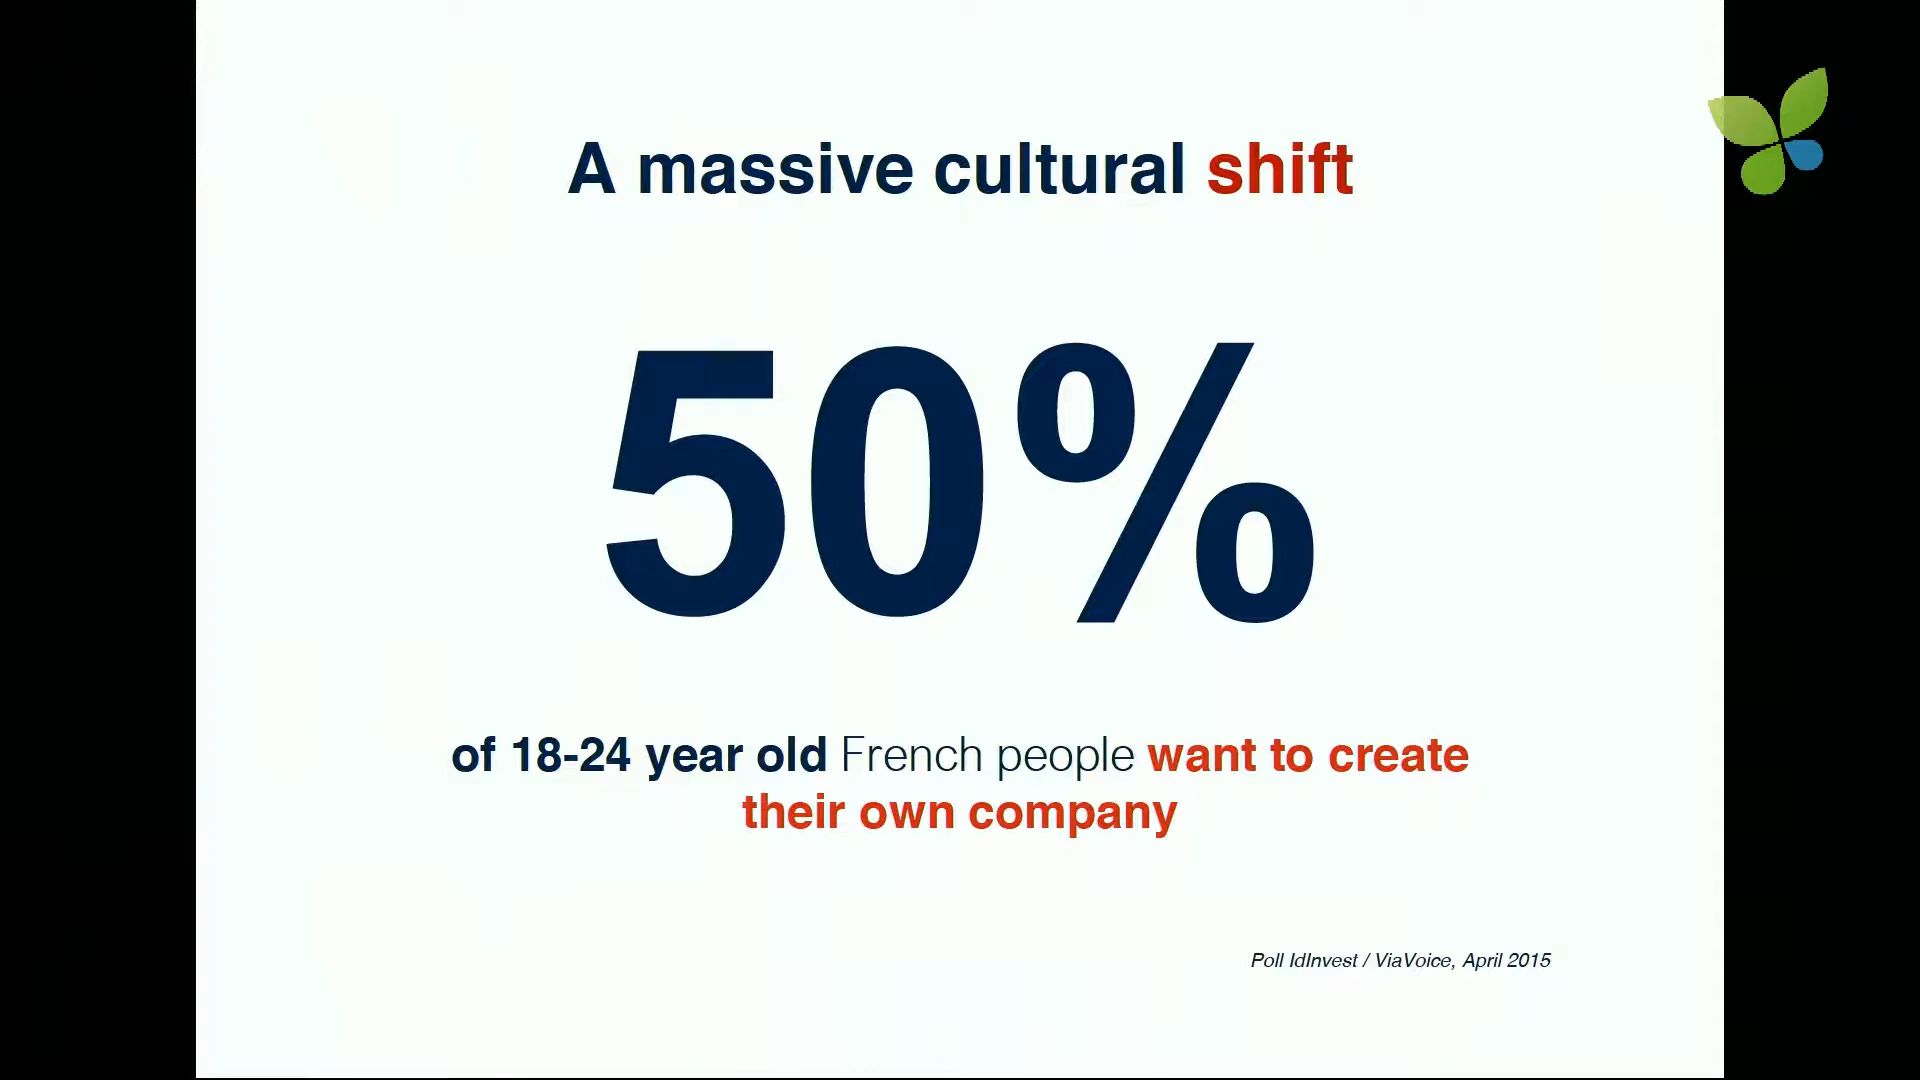 A massive cultural shift
50%
of 18-24 year old French people want to create
their own company
Poll IdInvest / ViaVoice, April 2015